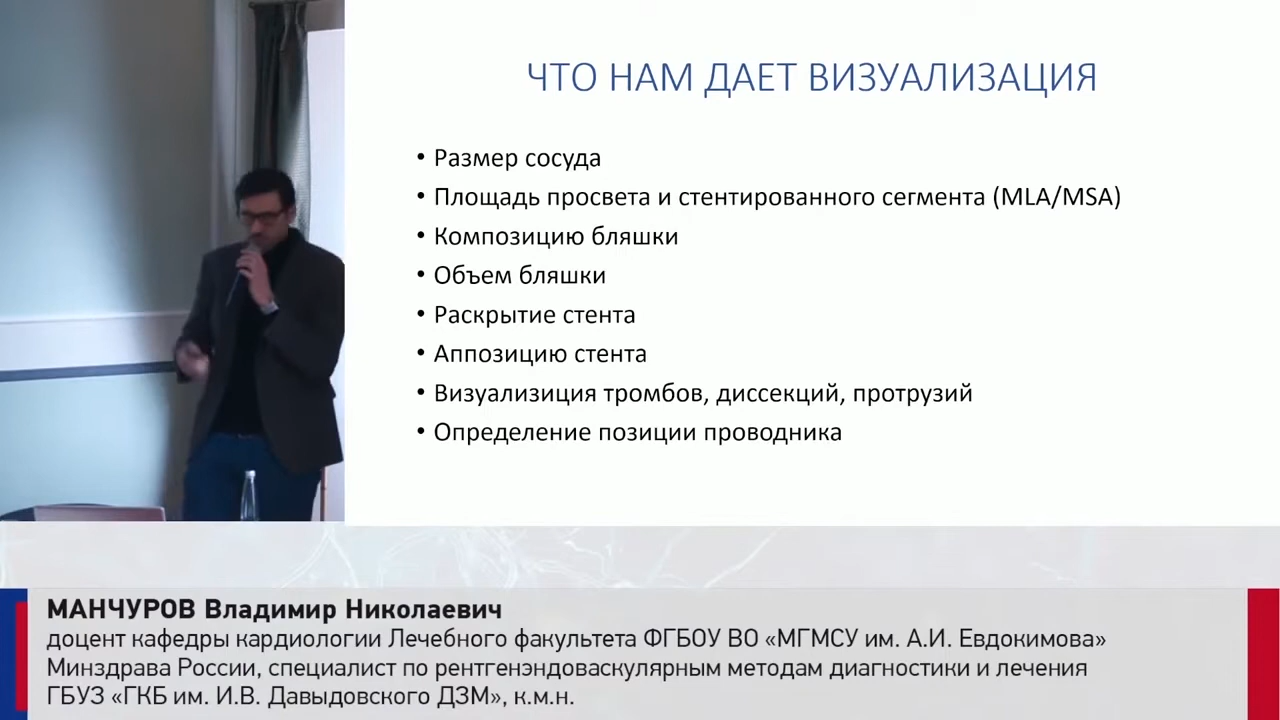 ЧТО НАМ ДАЕТ ВИЗУАЛИЗАЦИЯ
• Размер сосуда
• Площадь просвета и стентированного сегмента (MLA/MSA)
• Композицию бляшки
• Объем бляшки
• Раскрытие стента
• Аппозицию стента
• Визуализиция тромбов, диссекций, протрузий
• Определение позиции проводника
МАНЧУРОВ Владимир Николаевич
доцент кафедры кардиологии Лечебного факультета ФГБОУ ВО «МГМСУ им. А.И. Евдокимова»
Минздрава России, специалист по рентгенэндоваскулярным методам диагностики и лечения
ГБУЗ «ГКБ им. И.В. Давыдовского ДЗМ», к.м.н.